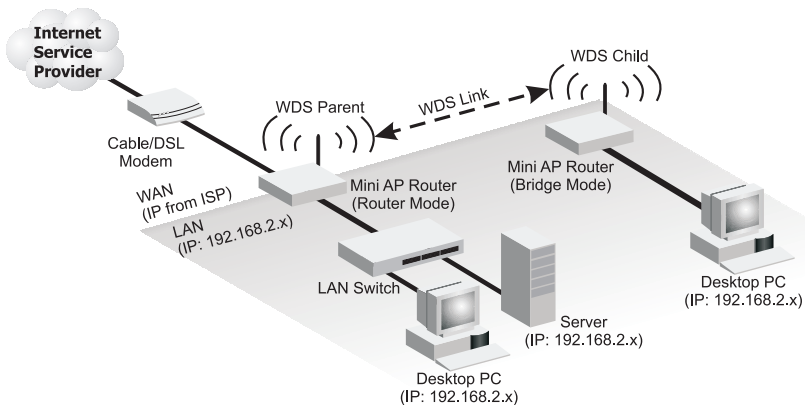 Internet
Service
Provider
Cable/DSL
Modem
WDS Parent
WDS Link
WDS Child
Mini AP Router
(Router Mode)
Mini AP Router
(Bridge Mode)
WAN
(IP from ISP)
LAN
(IP: 192.168.2.x)
LAN Switch
Desktop PC
(IP: 192.168.2.x)
Server
(IP: 192.168.2.x)
Desktop PC
(IP: 192.168.2.x)